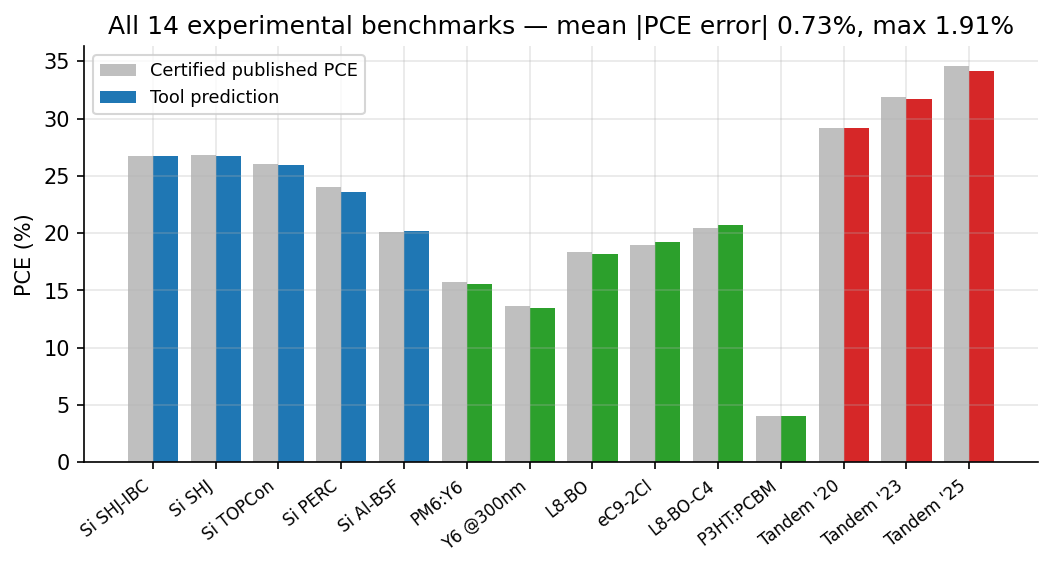 All 14 experimental benchmarks — mean |PCE error| 0.73%, max 1.91%
Certified published PCE
Tool prediction
PCE (%)
35
30
25
20
15
10
5
0
Si SHJ-IBC
Si SHJ
Si TOPCon
Si PERC
Si Al-BSF
PM6:Y6
Y6 @300nm
L8-BO
eC9-2Cl
L8-BO-C4
P3HT:PCBM
Tandem '20
Tandem '23
Tandem '25